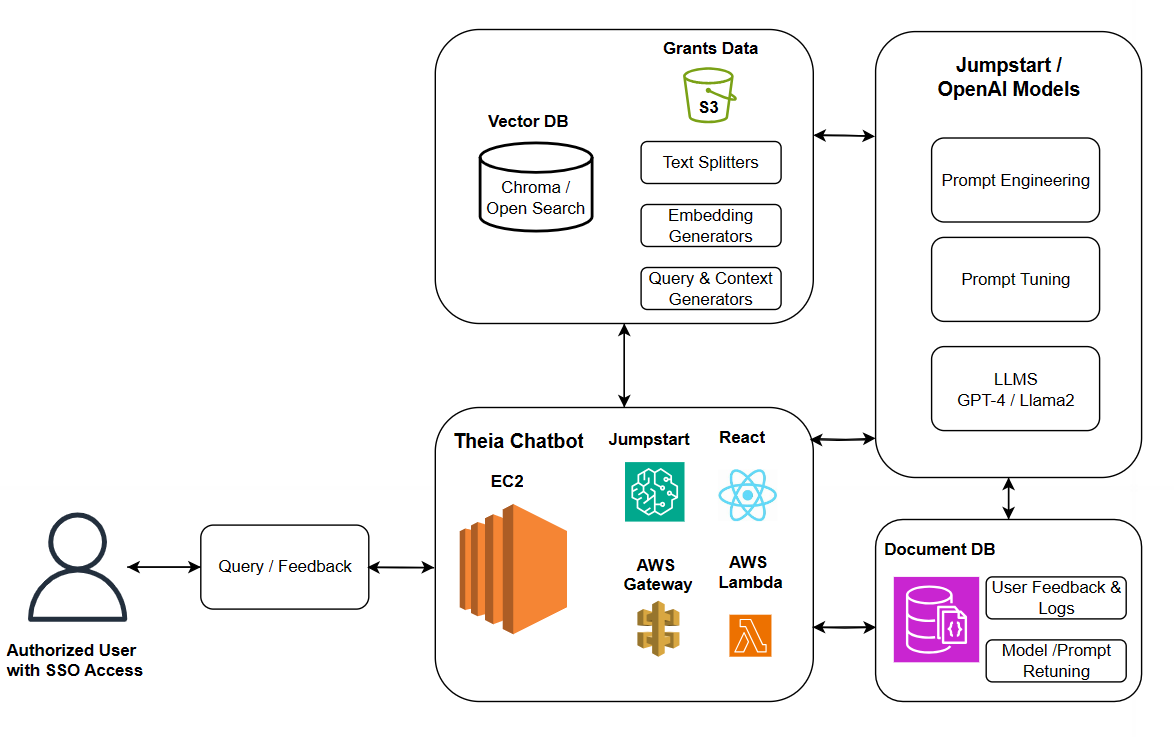 Grants Data
S3
Vector DB
Chroma /
Open Search
Text Splitters
Embedding
Generators
Query & Context
Generators
Jumpstart /
OpenAI Models
Prompt Engineering
Prompt Tuning
LLMS
GPT-4 / Llama2
Theia Chatbot
EC2
Jumpstart
React
AWS
Gateway
AWS
Lambda
Document DB
User Feedback &
Logs
Model /Prompt
Retuning
Query / Feedback
Authorized User
with SSO Access